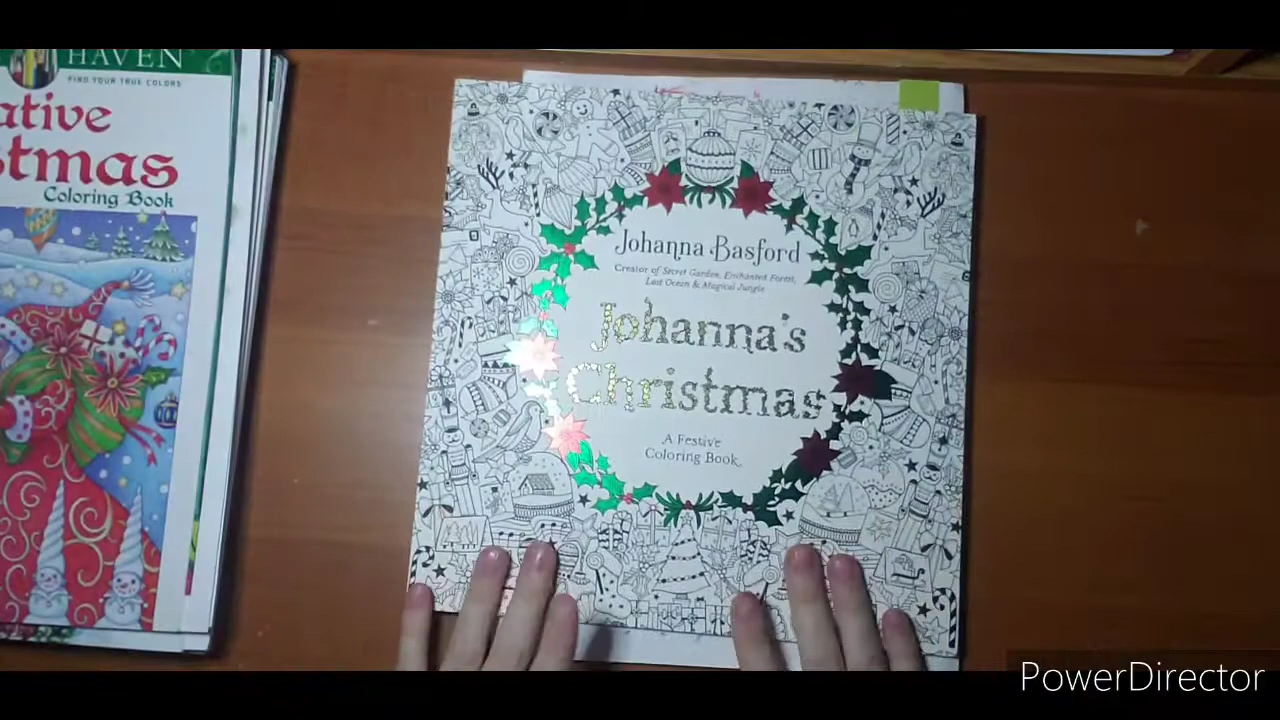 HAVEN
FIND YOUR TRUE COLORS
ative
stmas
Coloring Book
Johanna Basford
Creator of Secret Garden, Enchanted Forest,
Lost Ocean & Magical Jungle
Johanna's
Christmas
A Festive
Coloring Book
PowerDirector